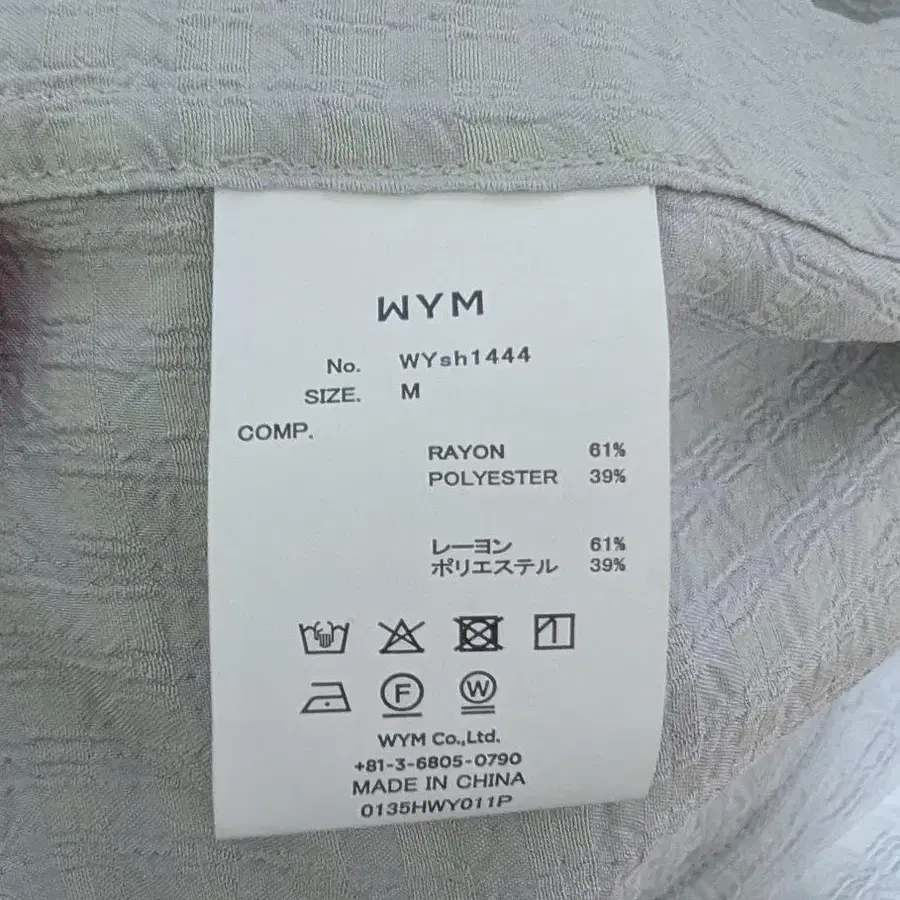 WYM
No. WYsh1444
SIZE. M
COMP.
RAYON 61%
POLYESTER 39%
レーヨン 61%
ポリエステル 39%
F W
WYM Co.,Ltd.
+81-3-6805-0790
MADE IN CHINA
0135HWY011P